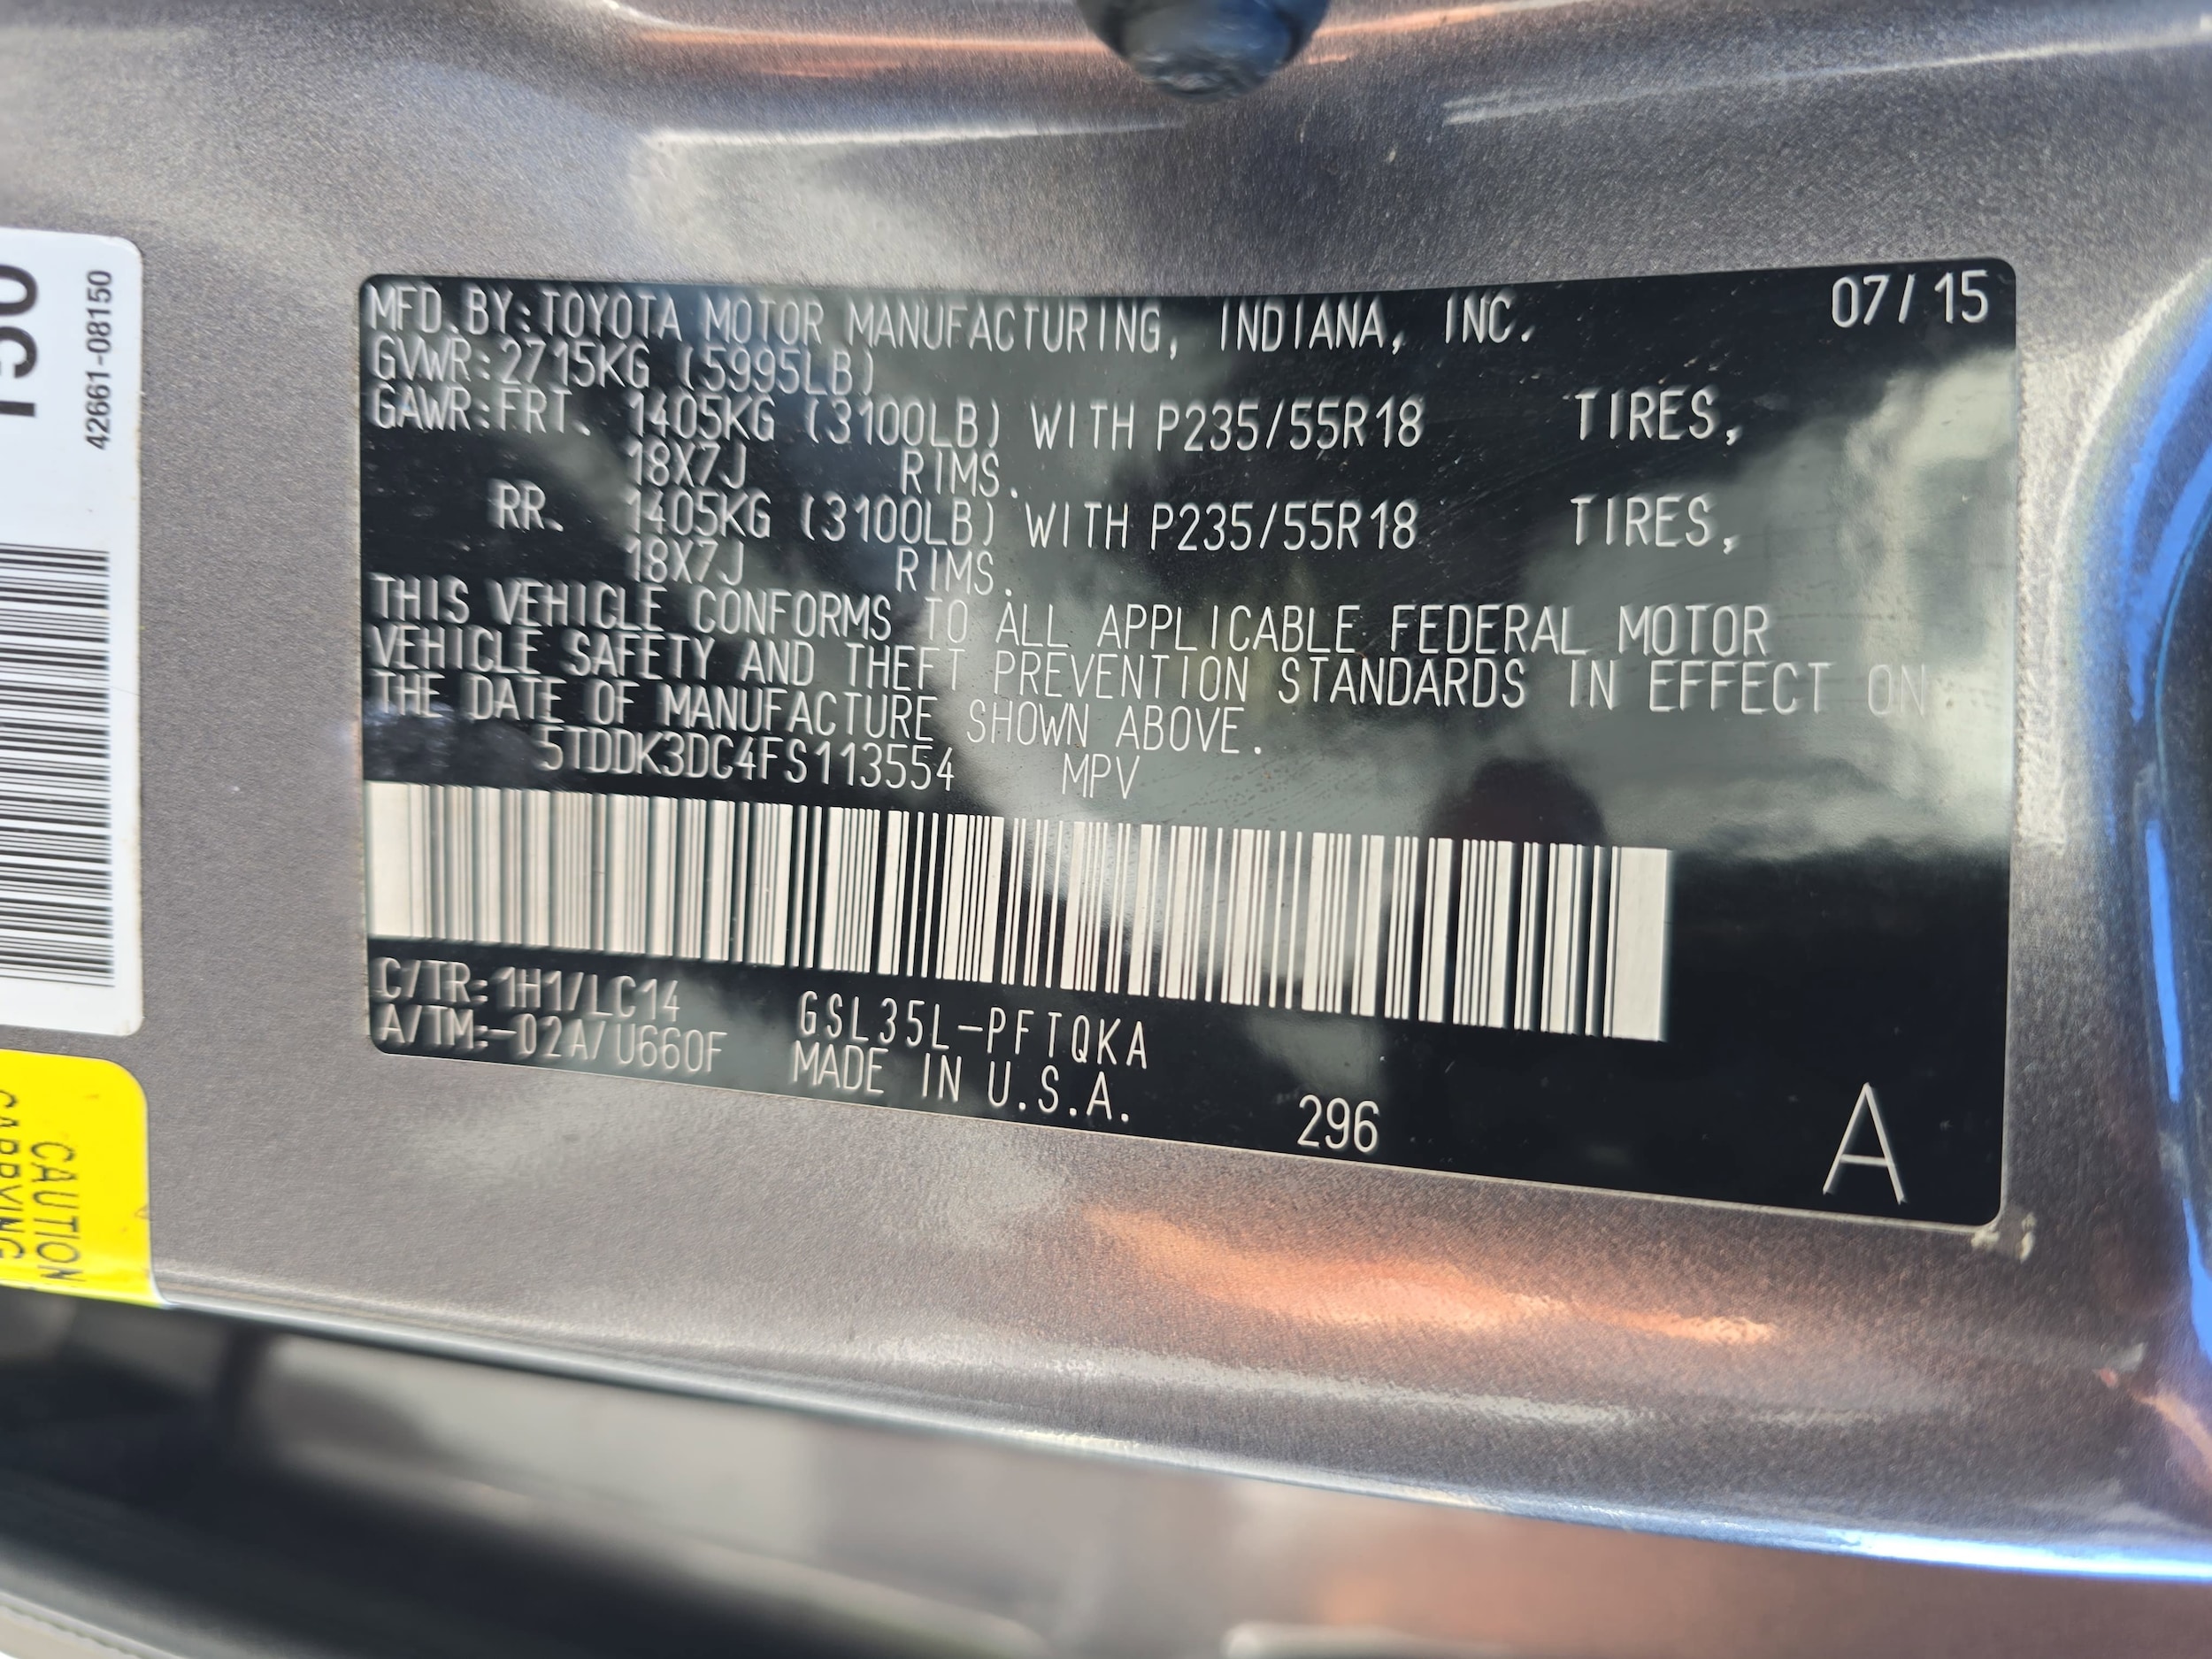 42661-08150
MFD.BY:TOYOTA MOTOR MANUFACTURING, INDIANA, INC. 07/15
GVWR:2715KG (5995LB)
GAWR:FRT. 1405KG (3100LB) WITH P235/55R18 TIRES,
18X7J RIMS.
RR. 1405KG (3100LB) WITH P235/55R18 TIRES,
18X7J RIMS.
THIS VEHICLE CONFORMS TO ALL APPLICABLE FEDERAL MOTOR
VEHICLE SAFETY AND THEFT PREVENTION STANDARDS IN EFFECT ON
THE DATE OF MANUFACTURE SHOWN ABOVE.
5TDDK3DC4FS113554 MPV
C/TR:1H1/LC14 GSL35L-PFTQKA
A/TM:-02A/U660F MADE IN U.S.A.
296
A
CAUTION